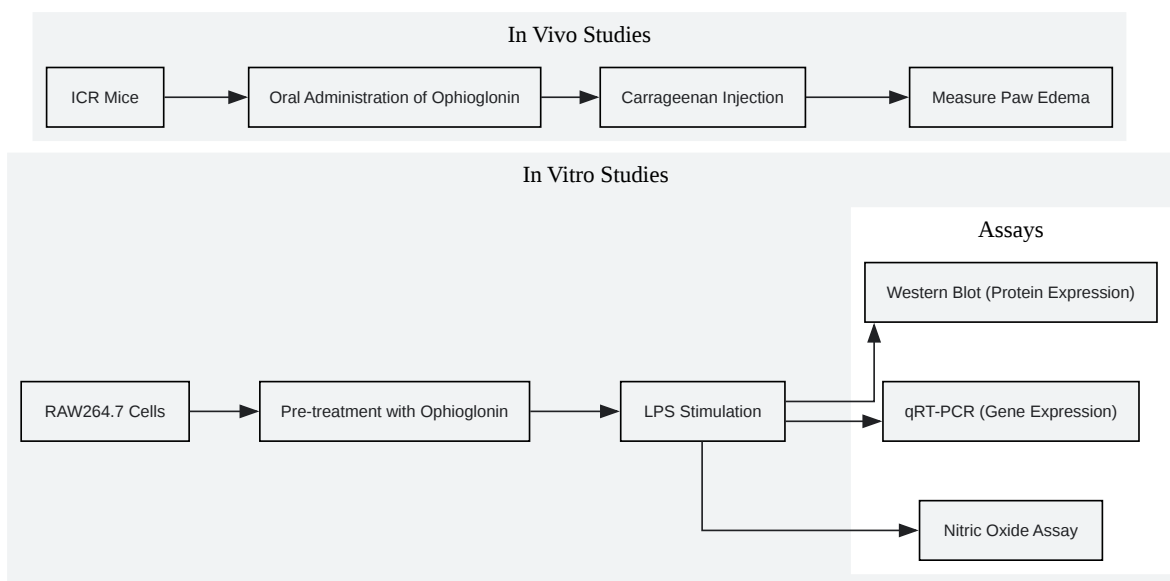 In Vivo Studies
ICR Mice
Oral Administration of Ophioglonin
Carrageenan Injection
Measure Paw Edema
In Vitro Studies
Assays
Western Blot (Protein Expression)
RAW264.7 Cells
Pre-treatment with Ophioglonin
LPS Stimulation
qRT-PCR (Gene Expression)
Nitric Oxide Assay